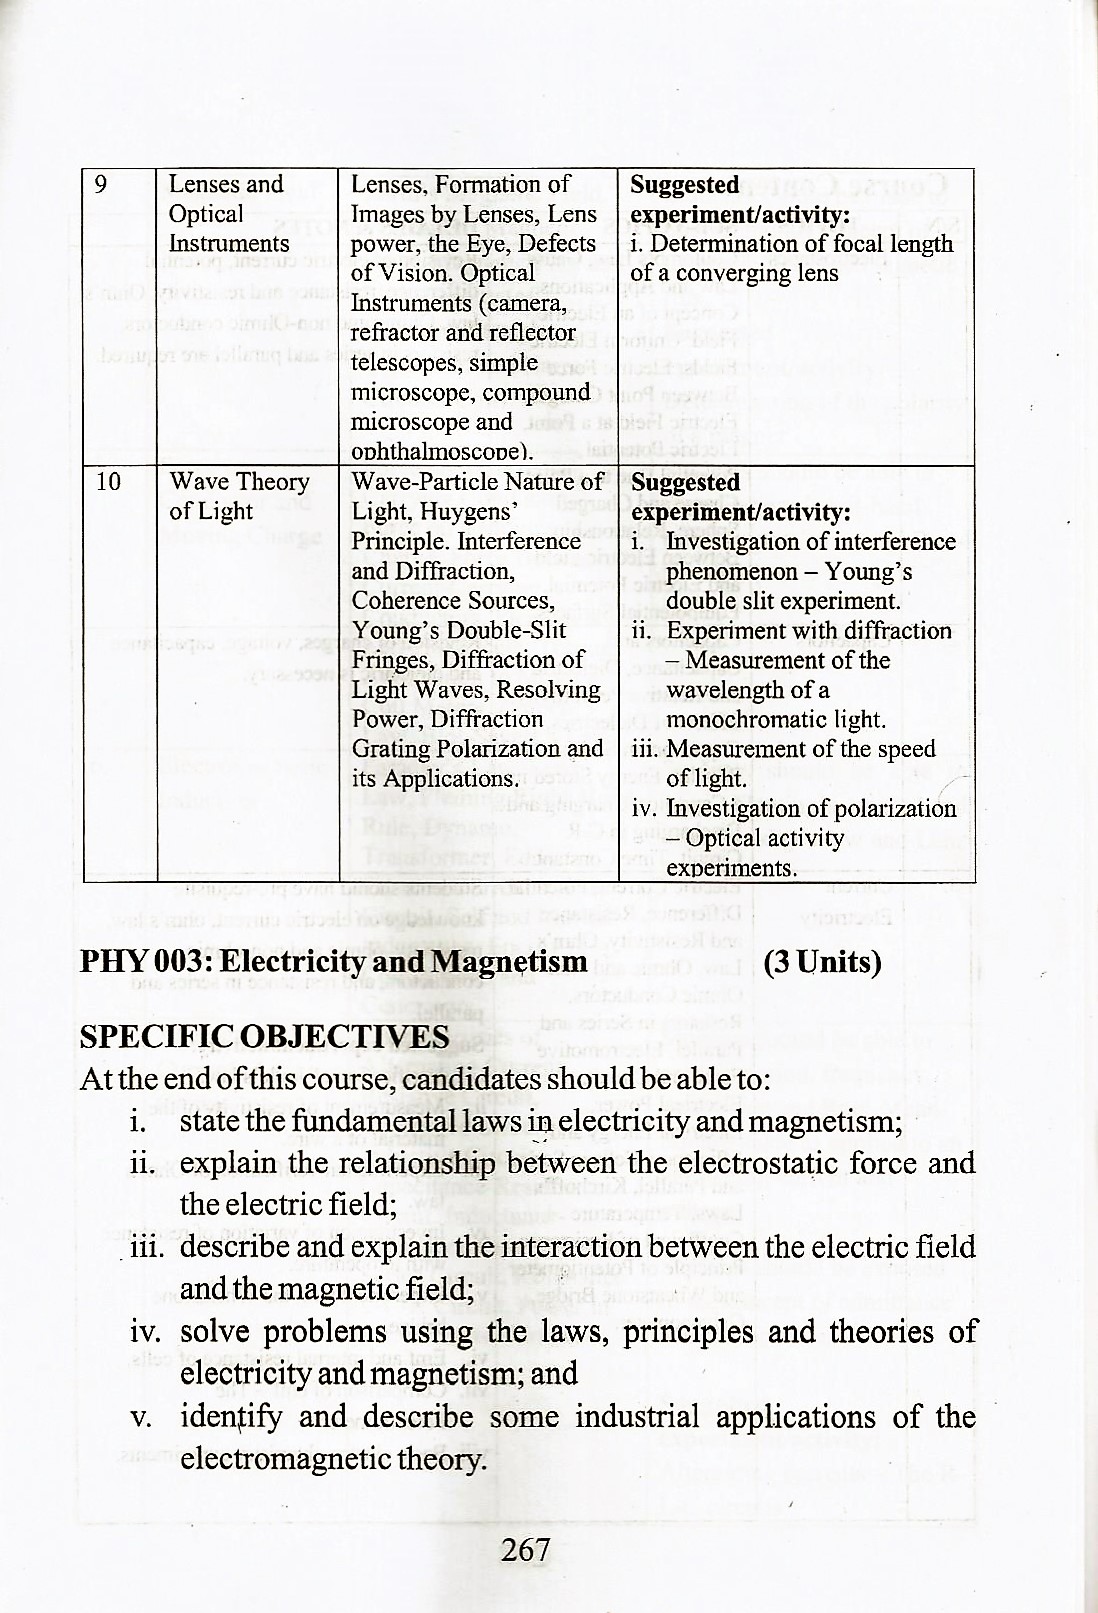 9
Lenses and
Optical
Instruments
Lenses, Formation of
Images by Lenses, Lens
power, the Eye, Defects
of Vision. Optical
Instruments (camera,
refractor and reflector
telescopes, simple
microscope, compound
microscope and
ophthalmoscope).
Suggested
experiment/activity:
i. Determination of focal length
of a converging lens
10
Wave Theory
of Light
Wave-Particle Nature of
Light, Huygens’
Principle. Interference
and Diffraction,
Coherence Sources,
Young’s Double-Slit
Fringes, Diffraction of
Light Waves, Resolving
Power, Diffraction
Grating Polarization and
its Applications.
Suggested
experiment/activity:
i. Investigation of interference
phenomenon – Young’s
double slit experiment.
ii. Experiment with diffraction
– Measurement of the
wavelength of a
monochromatic light.
iii. Measurement of the speed
of light.
iv. Investigation of polarization
– Optical activity
experiments.
PHY 003: Electricity and Magnetism (3 Units)
SPECIFIC OBJECTIVES
At the end of this course, candidates should be able to:
i. state the fundamental laws in electricity and magnetism;
ii. explain the relationship between the electrostatic force and
the electric field;
iii. describe and explain the interaction between the electric field
and the magnetic field;
iv. solve problems using the laws, principles and theories of
electricity and magnetism; and
v. identify and describe some industrial applications of the
electromagnetic theory.
267